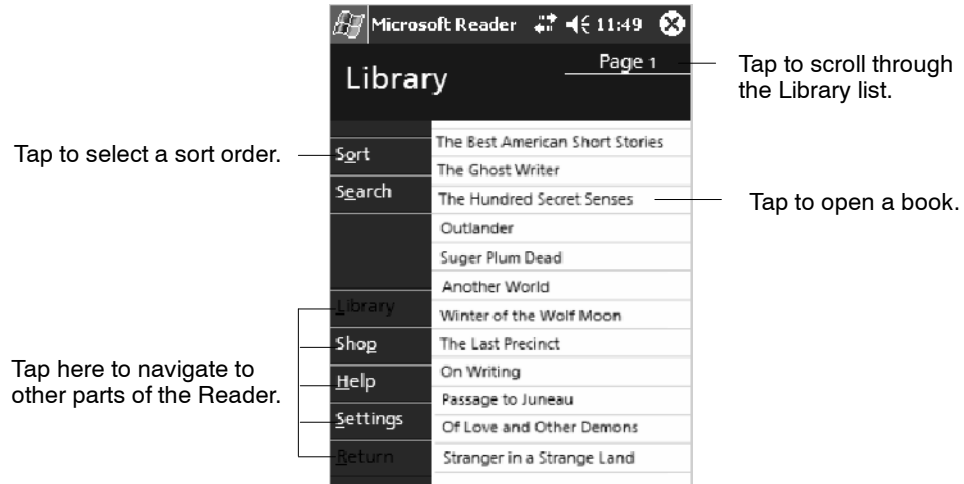 Microsoft Reader 11:49
Library
Page 1
Tap to scroll through
the Library list.
Tap to select a sort order.
Sort
Search
Library
Shop
Help
Settings
Return
The Best American Short Stories
The Ghost Writer
The Hundred Secret Senses
Outlander
Suger Plum Dead
Another World
Winter of the Wolf Moon
The Last Precinct
On Writing
Passage to Juneau
Of Love and Other Demons
Stranger in a Strange Land
Tap to open a book.
Tap here to navigate to
other parts of the Reader.